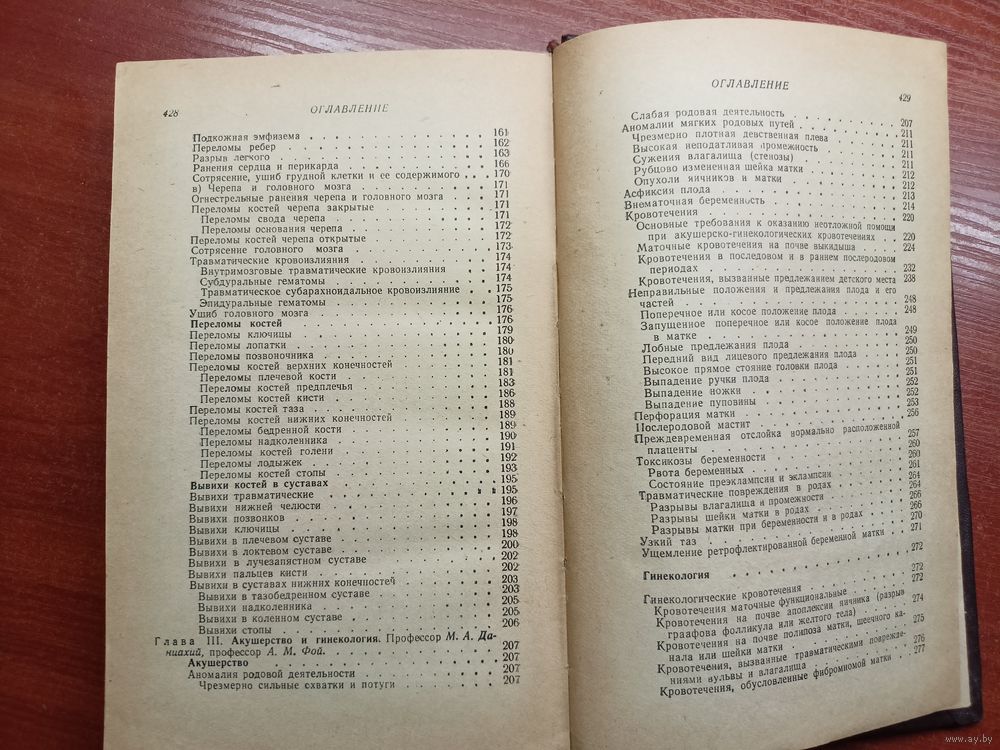 428 ОГЛАВЛЕНИЕ
Подкожная эмфизема 161
Переломы ребер 162
Разрыв легкого 163
Ранения сердца и перикарда 166
Сотрясение, ушиб грудной клетки и ее содержимого 170
в) Черепа и головного мозга 171
Огнестрельные ранения черепа и головного мозга 171
Переломы костей черепа закрытые 171
Переломы свода черепа 171
Переломы основания черепа 172
Переломы костей черепа открытые 172
Сотрясение головного мозга 173
Травматические кровоизлияния 174
Внутримозговые травматические кровоизлияния 174
Субдуральные гематомы 174
Травматическое субарахноидальное кровоизлияние 175
Эпидуральные гематомы 175
Ушиб головного мозга 176
Переломы костей 176
Переломы ключицы 179
Переломы лопатки 180
Переломы позвоночника 180
Переломы костей верхних конечностей 181
Переломы плечевой кости 181
Переломы костей предплечья 183
Переломы костей кисти 186
Переломы костей таза 188
Переломы костей нижних конечностей 189
Переломы бедренной кости 189
Переломы надколенника 190
Переломы костей голени 191
Переломы лодыжек 192
Переломы костей стопы 193
Вывихи костей в суставах 195
Вывихи травматические 195
Вывихи нижней челюсти 196
Вывихи позвонков 197
Вывихи ключицы 198
Вывихи в плечевом суставе 198
Вывихи в локтевом суставе 200
Вывихи в лучезапястном суставе 202
Вывихи пальцев кисти 202
Вывихи в суставах нижних конечностей 203
Вывихи в тазобедренном суставе 203
Вывихи надколенника 205
Вывихи в коленном суставе 205
Вывихи стопы 206
Глава III. Акушерство и гинекология. Профессор М. А. Да-
ниахий, профессор А. М. Фой. 207
Акушерство 207
Аномалия родовой деятельности 207
Чрезмерно сильные схватки и потуги 207
ОГЛАВЛЕНИЕ 429
Слабая родовая деятельность 207
Аномалии мягких родовых путей 211
Чрезмерно плотная девственная плева 211
Высокая неподатливая промежность 211
Сужения влагалища (стенозы) 211
Рубцово измененная шейка матки 212
Опухоли яичников и матки 212
Асфиксия плода 213
Внематочная беременность 214
Кровотечения 220
Основные требования к оказанию неотложной помощи
при акушерско-гинекологических кровотечениях 220
Маточные кровотечения на почве выкидыша 224
Кровотечения в последовом и в раннем послеродовом
периодах 232
Кровотечения, вызванные предлежанием детского места 238
Неправильные положения и предлежания плода и его
частей 248
Поперечное или косое положение плода 248
Запущенное поперечное или косое положение плода
в матке 249
Лобные предлежания плода 250
Передний вид лицевого предлежания плода 250
Высокое прямое стояние головки плода 251
Выпадение ручки плода 251
Выпадение ножки 252
Выпадение пуповины 252
Перфорация матки 253
Послеродовой мастит 256
Преждевременная отслойка нормально расположенной
плаценты 257
Токсикозы беременности 260
Рвота беременных 260
Состояние преэклампсии и эклампсии 261
Травматические повреждения в родах 264
Разрывы влагалища и промежности 264
Разрывы шейки матки в родах 266
Разрывы матки при беременности и в родах 266
Узкий таз 270
Ущемление ретрофлектированной беременной матки 271
Гинекология 272
Гинекологические кровотечения 272
Кровотечения маточные функциональные 272
Кровотечения на почве апоплексии яичника (разрыв
граафова фолликула или желтого тела) 274
Кровотечения на почве полипоза матки, шеечного ка-
нала или шейки матки 275
Кровотечения, вызванные травматическими поврежде-
ниями вульвы и влагалища 276
Кровотечения, обусловленные фибромиомой матки 277
www.ay.by